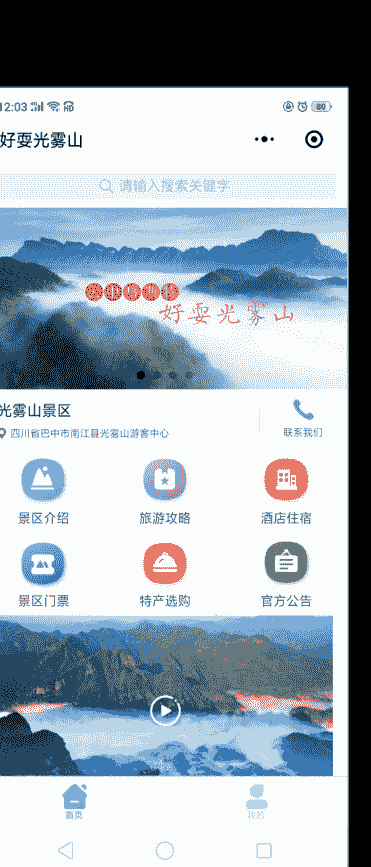 12:03
80
好耍光雾山
请输入搜索关键字
好耍光雾山
光雾山景区
四川省巴中市南江县光雾山游客中心
联系我们
景区介绍
旅游攻略
酒店住宿
景区门票
特产选购
官方公告
首页
我的